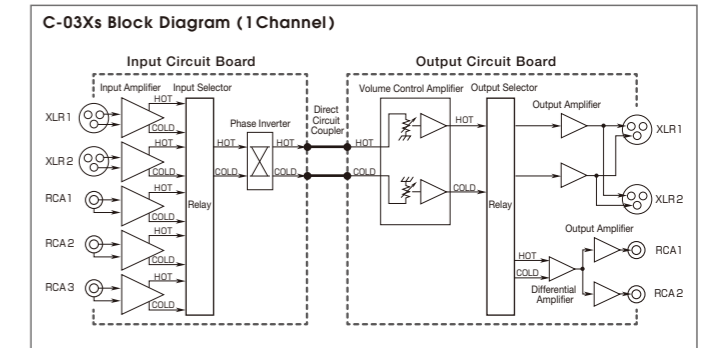 C-03Xs Block Diagram (1Channel)
Input Circuit Board
Output Circuit Board
Input Amplifier
Input Selector
Volume Control Amplifier
Output Selector
XLR1
HOT
COLD
XLR2
HOT
COLD
RCA1
HOT
COLD
RCA2
HOT
COLD
RCA3
HOT
COLD
Relay
HOT
COLD
Phase Inverter
HOT
COLD
Direct
Circuit
Coupler
HOT
COLD
HOT
COLD
Relay
Output Amplifier
XLR1
XLR2
HOT
COLD
Differential
Amplifier
Output Amplifier
RCA1
RCA2